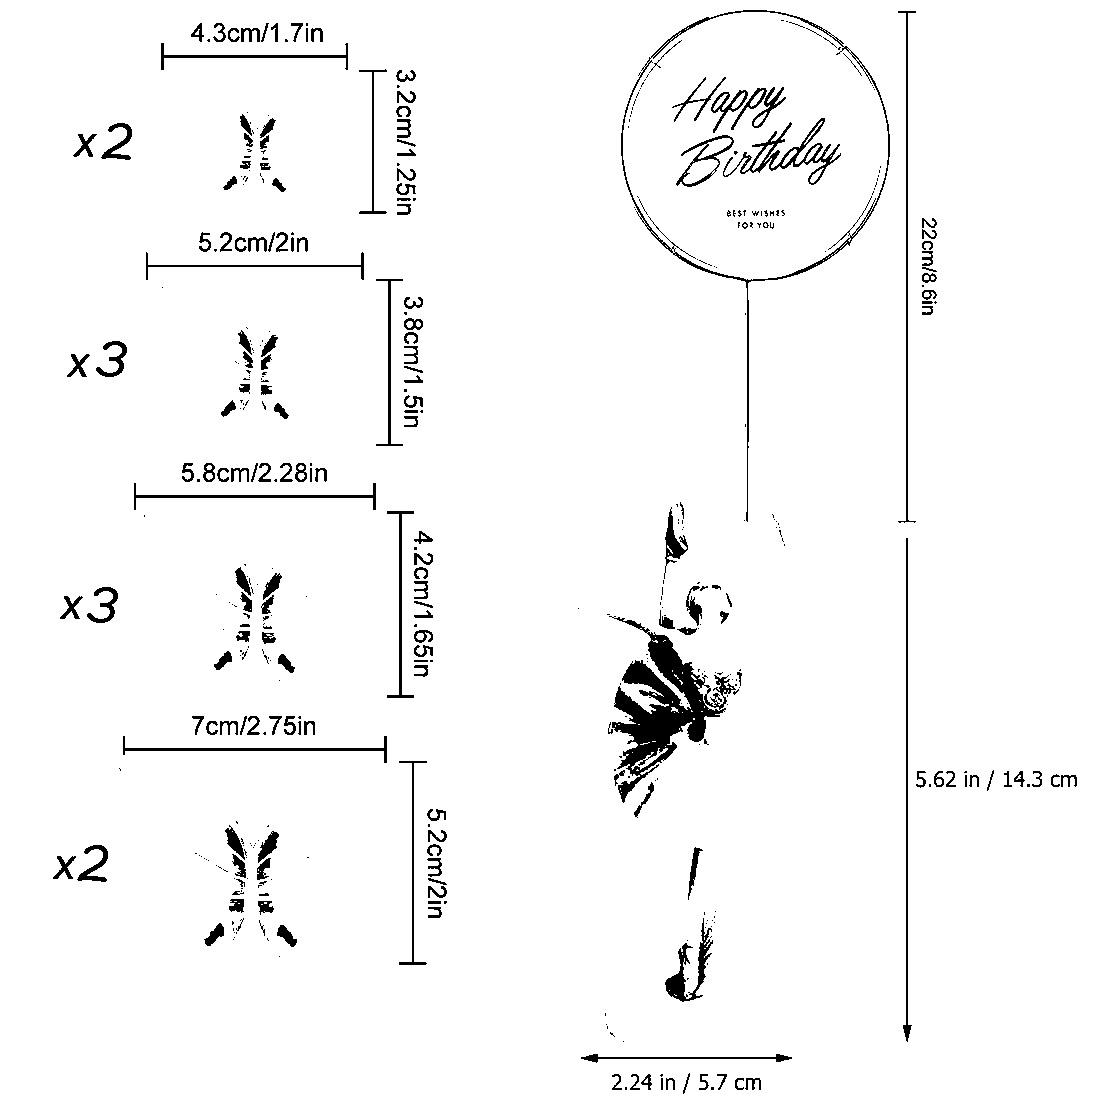 4.3cm/1.7in
3.2cm/1.25in
x2
5.2cm/2in
3.8cm/1.5in
x3
5.8cm/2.28in
4.2cm/1.65in
x3
7cm/2.75in
5.2cm/2in
x2
Happy
Birthday
BEST WISHES
FOR YOU
22cm/8.6in
5.62 in / 14.3 cm
2.24 in / 5.7 cm